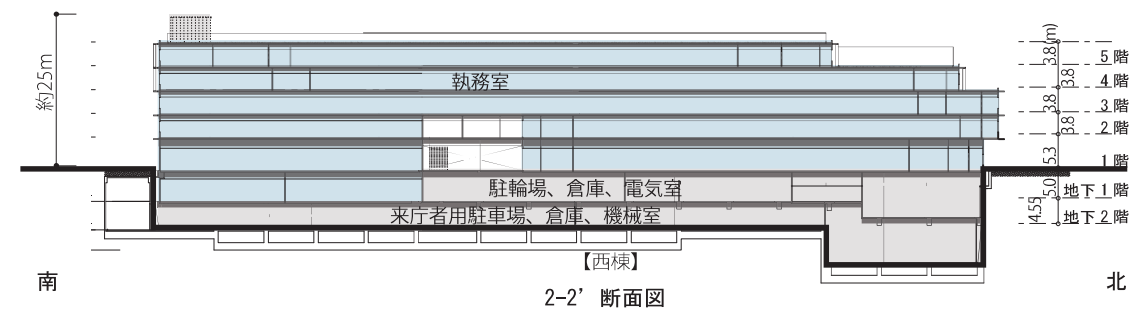 約25m
執務室
駐輪場、倉庫、電気室
来庁者用駐車場、倉庫、機械室
3.8(m)
5階
3.8
4階
3.8
3階
3.8
2階
5.3
1階
5.0
地下1階
4.55
地下2階
【西棟】
南
北
2-2’断面図